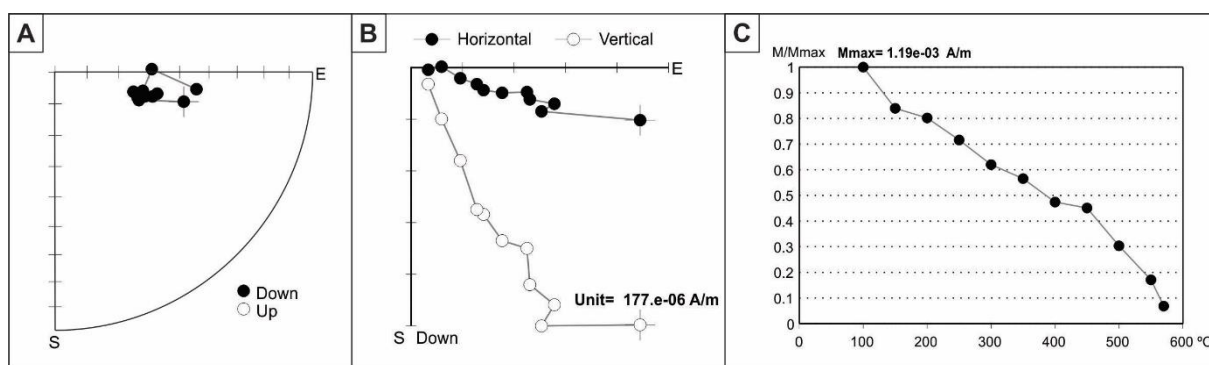 A
E
S
Down
Up
B
Horizontal
Vertical
E
Unit= 177.e-06 A/m
S Down
C
M/Mmax Mmax= 1.19e-03 A/m
1
0.9
0.8
0.7
0.6
0.5
0.4
0.3
0.2
0.1
0
0 100 200 300 400 500 600 ºC